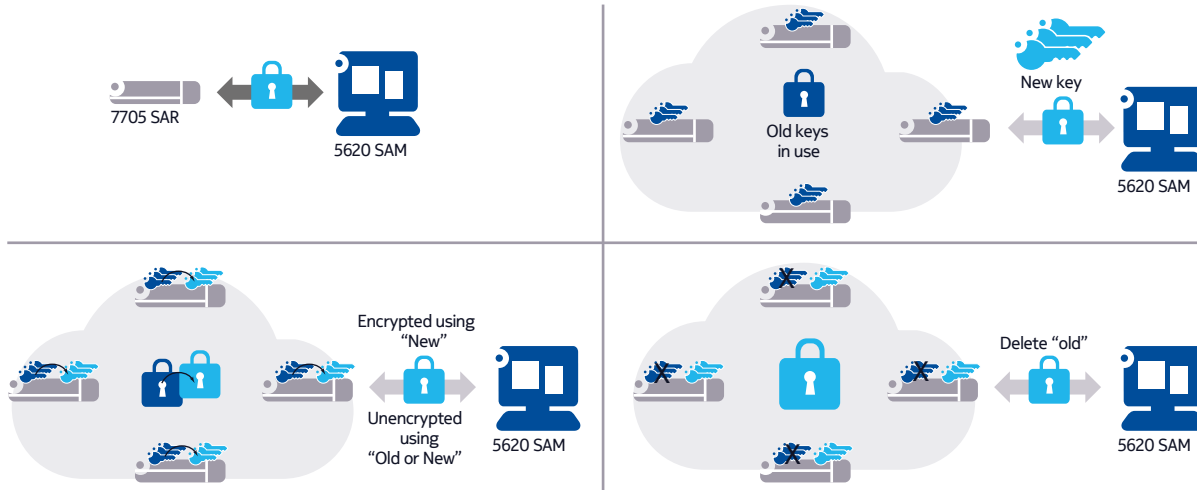 7705 SAR
5620 SAM
Old keys
in use
New key
5620 SAM
Encrypted using
“New”
Unencrypted
using
“Old or New”
5620 SAM
Delete “old”
5620 SAM